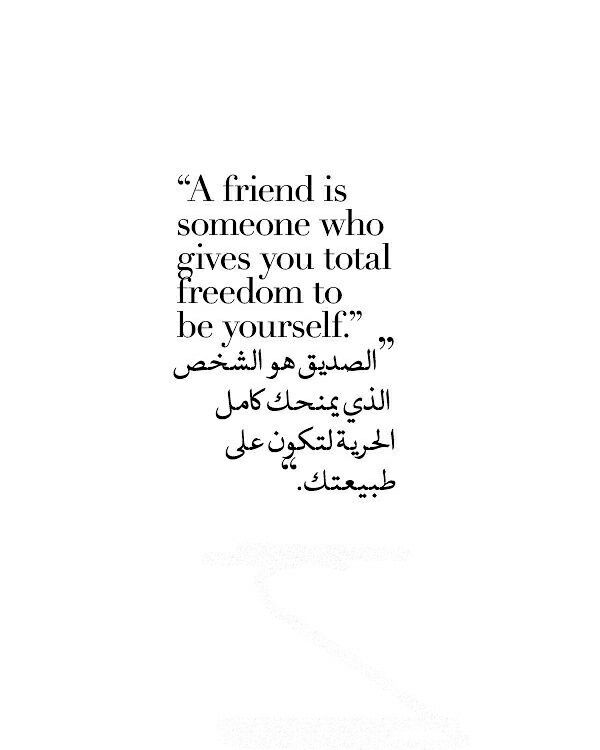 “A friend is
someone who
gives you total
freedom to
be yourself.”
”الصديق هو الشخص
الذي يمنحك كامل
الحرية لتكون على
طبيعتك.“